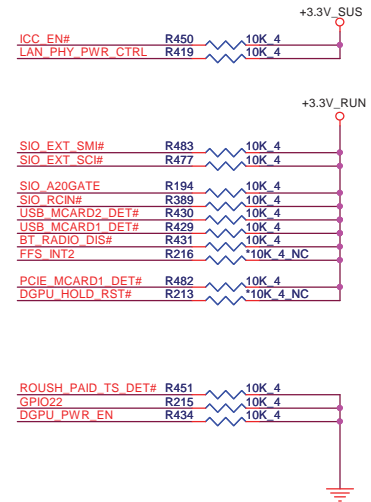 +3.3V_SUS
ICC_EN# R450 10K_4
LAN_PHY_PWR_CTRL R419 10K_4
+3.3V_RUN
SIO_EXT_SMI# R483 10K_4
SIO_EXT_SCI# R477 10K_4
SIO_A20GATE R194 10K_4
SIO_RCIN# R389 10K_4
USB_MCARD2_DET# R430 10K_4
USB_MCARD1_DET# R429 10K_4
BT_RADIO_DIS# R431 10K_4
FFS_INT2 R216 *10K_4_NC
PCIE_MCARD1_DET# R482 10K_4
DGPU_HOLD_RST# R213 *10K_4_NC
ROUSH_PAID_TS_DET# R451 10K_4
GPIO22 R215 10K_4
DGPU_PWR_EN R434 10K_4